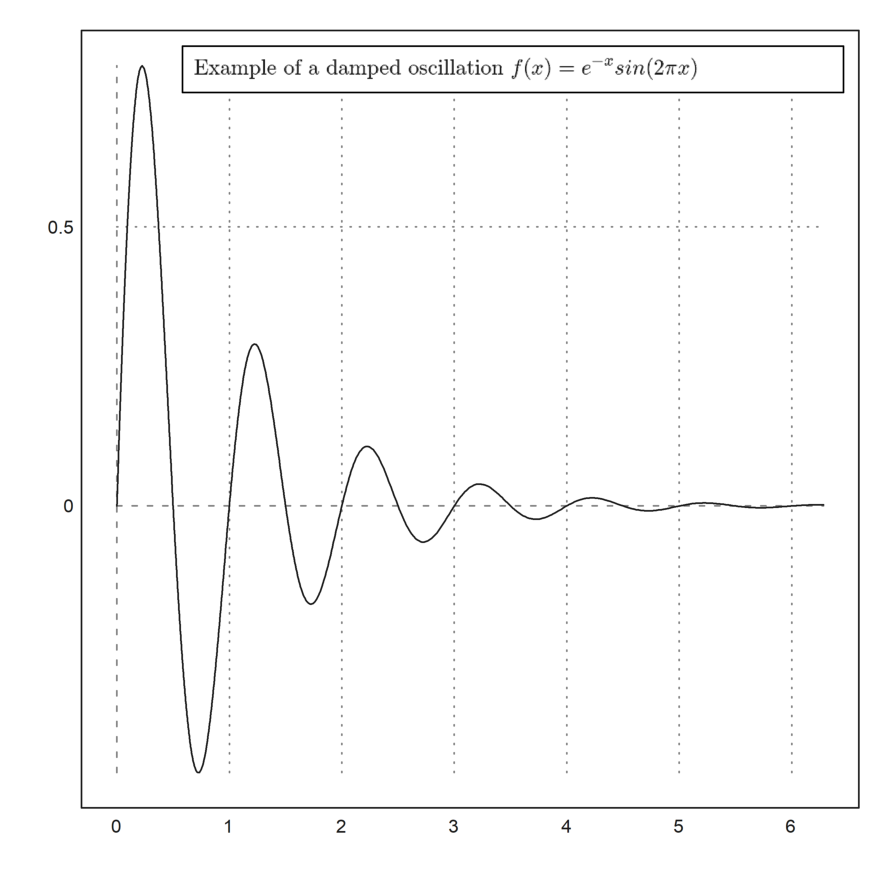 Example of a damped oscillation f(x) = e^{-x} sin(2πx)
0.5
0
0 1 2 3 4 5 6